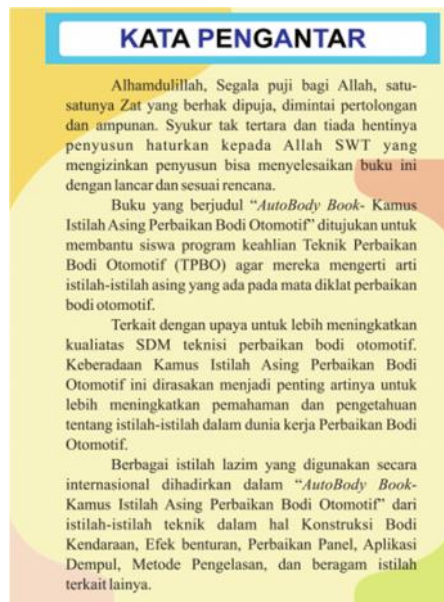 KATA PENGANTAR
Alhamdulillah, Segala puji bagi Allah, satu-
satunya Zat yang berhak dipuja, dimintai pertolongan
dan ampunan. Syukur tak tertara dan tiada hentinya
penyusun haturkan kepada Allah SWT yang
mengizinkan penyusun bisa menyelesaikan buku ini
dengan lancar dan sesuai rencana.
Buku yang berjudul “AutoBody Book- Kamus
Istilah Asing Perbaikan Bodi Otomotif” ditujukan untuk
membantu siswa program keahlian Teknik Perbaikan
Bodi Otomotif (TPBO) agar mereka mengerti arti
istilah-istilah asing yang ada pada mata diklat perbaikan
bodi otomotif.
Terkait dengan upaya untuk lebih meningkatkan
kualiatas SDM teknisi perbaikan bodi otomotif.
Keberadaan Kamus Istilah Asing Perbaikan Bodi
Otomotif ini dirasakan menjadi penting artinya untuk
lebih meningkatkan pemahaman dan pengetahuan
tentang istilah-istilah dalam dunia kerja Perbaikan Bodi
Otomotif.
Berbagai istilah lazim yang digunakan secara
internasional dihadirkan dalam “AutoBody Book-
Kamus Istilah Asing Perbaikan Bodi Otomotif” dari
istilah-istilah teknik dalam hal Konstruksi Bodi
Kendaraan, Efek benturan, Perbaikan Panel, Aplikasi
Dempul, Metode Pengelasan, dan beragam istilah
terkait lainya.